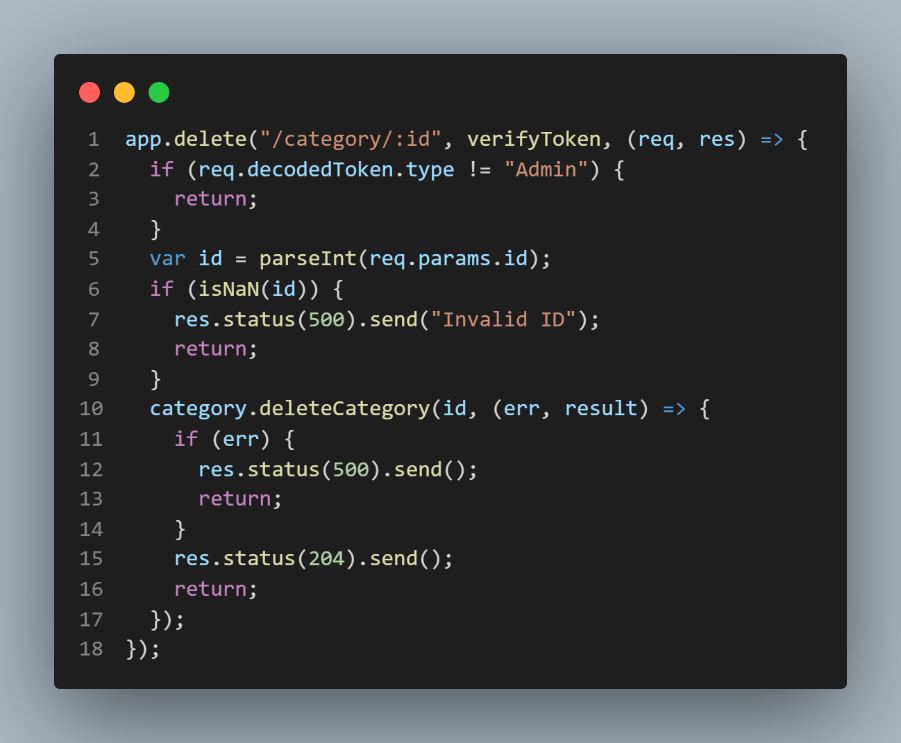 1 app.delete("/category/:id", verifyToken, (req, res) => {
2   if (req.decodedToken.type != "Admin") {
3     return;
4   }
5   var id = parseInt(req.params.id);
6   if (isNaN(id)) {
7     res.status(500).send("Invalid ID");
8     return;
9   }
10   category.deleteCategory(id, (err, result) => {
11     if (err) {
12       res.status(500).send();
13       return;
14     }
15     res.status(204).send();
16     return;
17   });
18 });